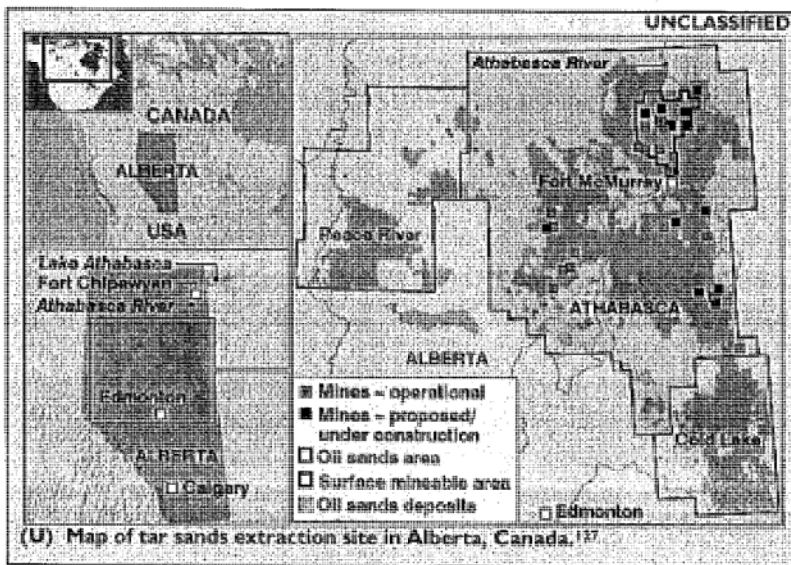 UNCLASSIFIED
CANADA
ALBERTA
USA
Lake Athabasca
Fort Chipewyan
Athabasca River
Edmonton
ALBERTA
Calgary
Athabasca River
Fort McMurray
Peace River
ATHABASCA
ALBERTA
Cold Lake
Edmonton
Mines – operational
Mines – proposed/
under construction
Oil sands area
Surface mineable area
Oil sands deposits
(U) Map of tar sands extraction site in Alberta, Canada.¹³⁷